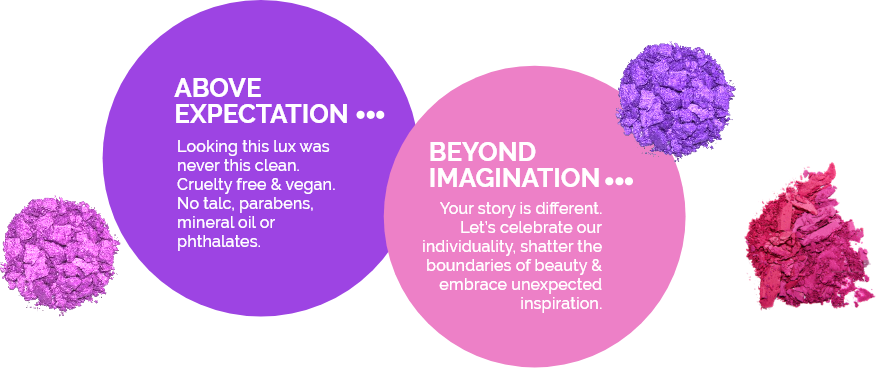 ABOVE
EXPECTATION •••
Looking this lux was
never this clean.
Cruelty free & vegan.
No talc, parabens,
mineral oil or
phthalates.
BEYOND
IMAGINATION •••
Your story is different.
Let's celebrate our
individuality, shatter the
boundaries of beauty &
embrace unexpected
inspiration.